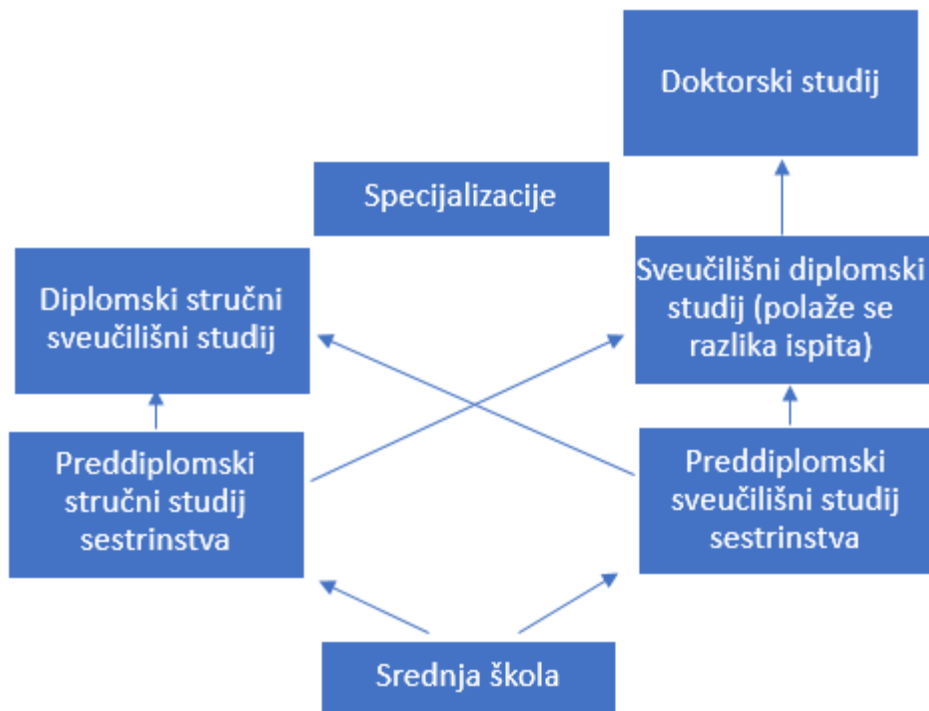 Doktorski studij
Specijalizacije
Diplomski stručni
sveučilišni studij
Sveučilišni diplomski
studij (polaže se
razlika ispita)
Preddiplomski
stručni studij
sestrinstva
Preddiplomski
sveučilišni studij
sestrinstva
Srednja škola